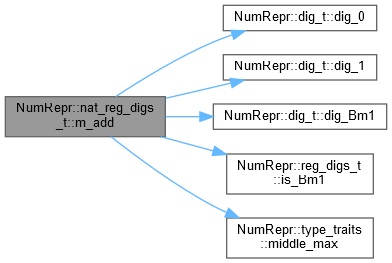 NumRepr::dig_t::dig_0
NumRepr::dig_t::dig_1
NumRepr::nat_reg_digs
_t::m_add
NumRepr::dig_t::dig_Bm1
NumRepr::reg_digs_t
::is_Bm1
NumRepr::type_traits
::middle_max